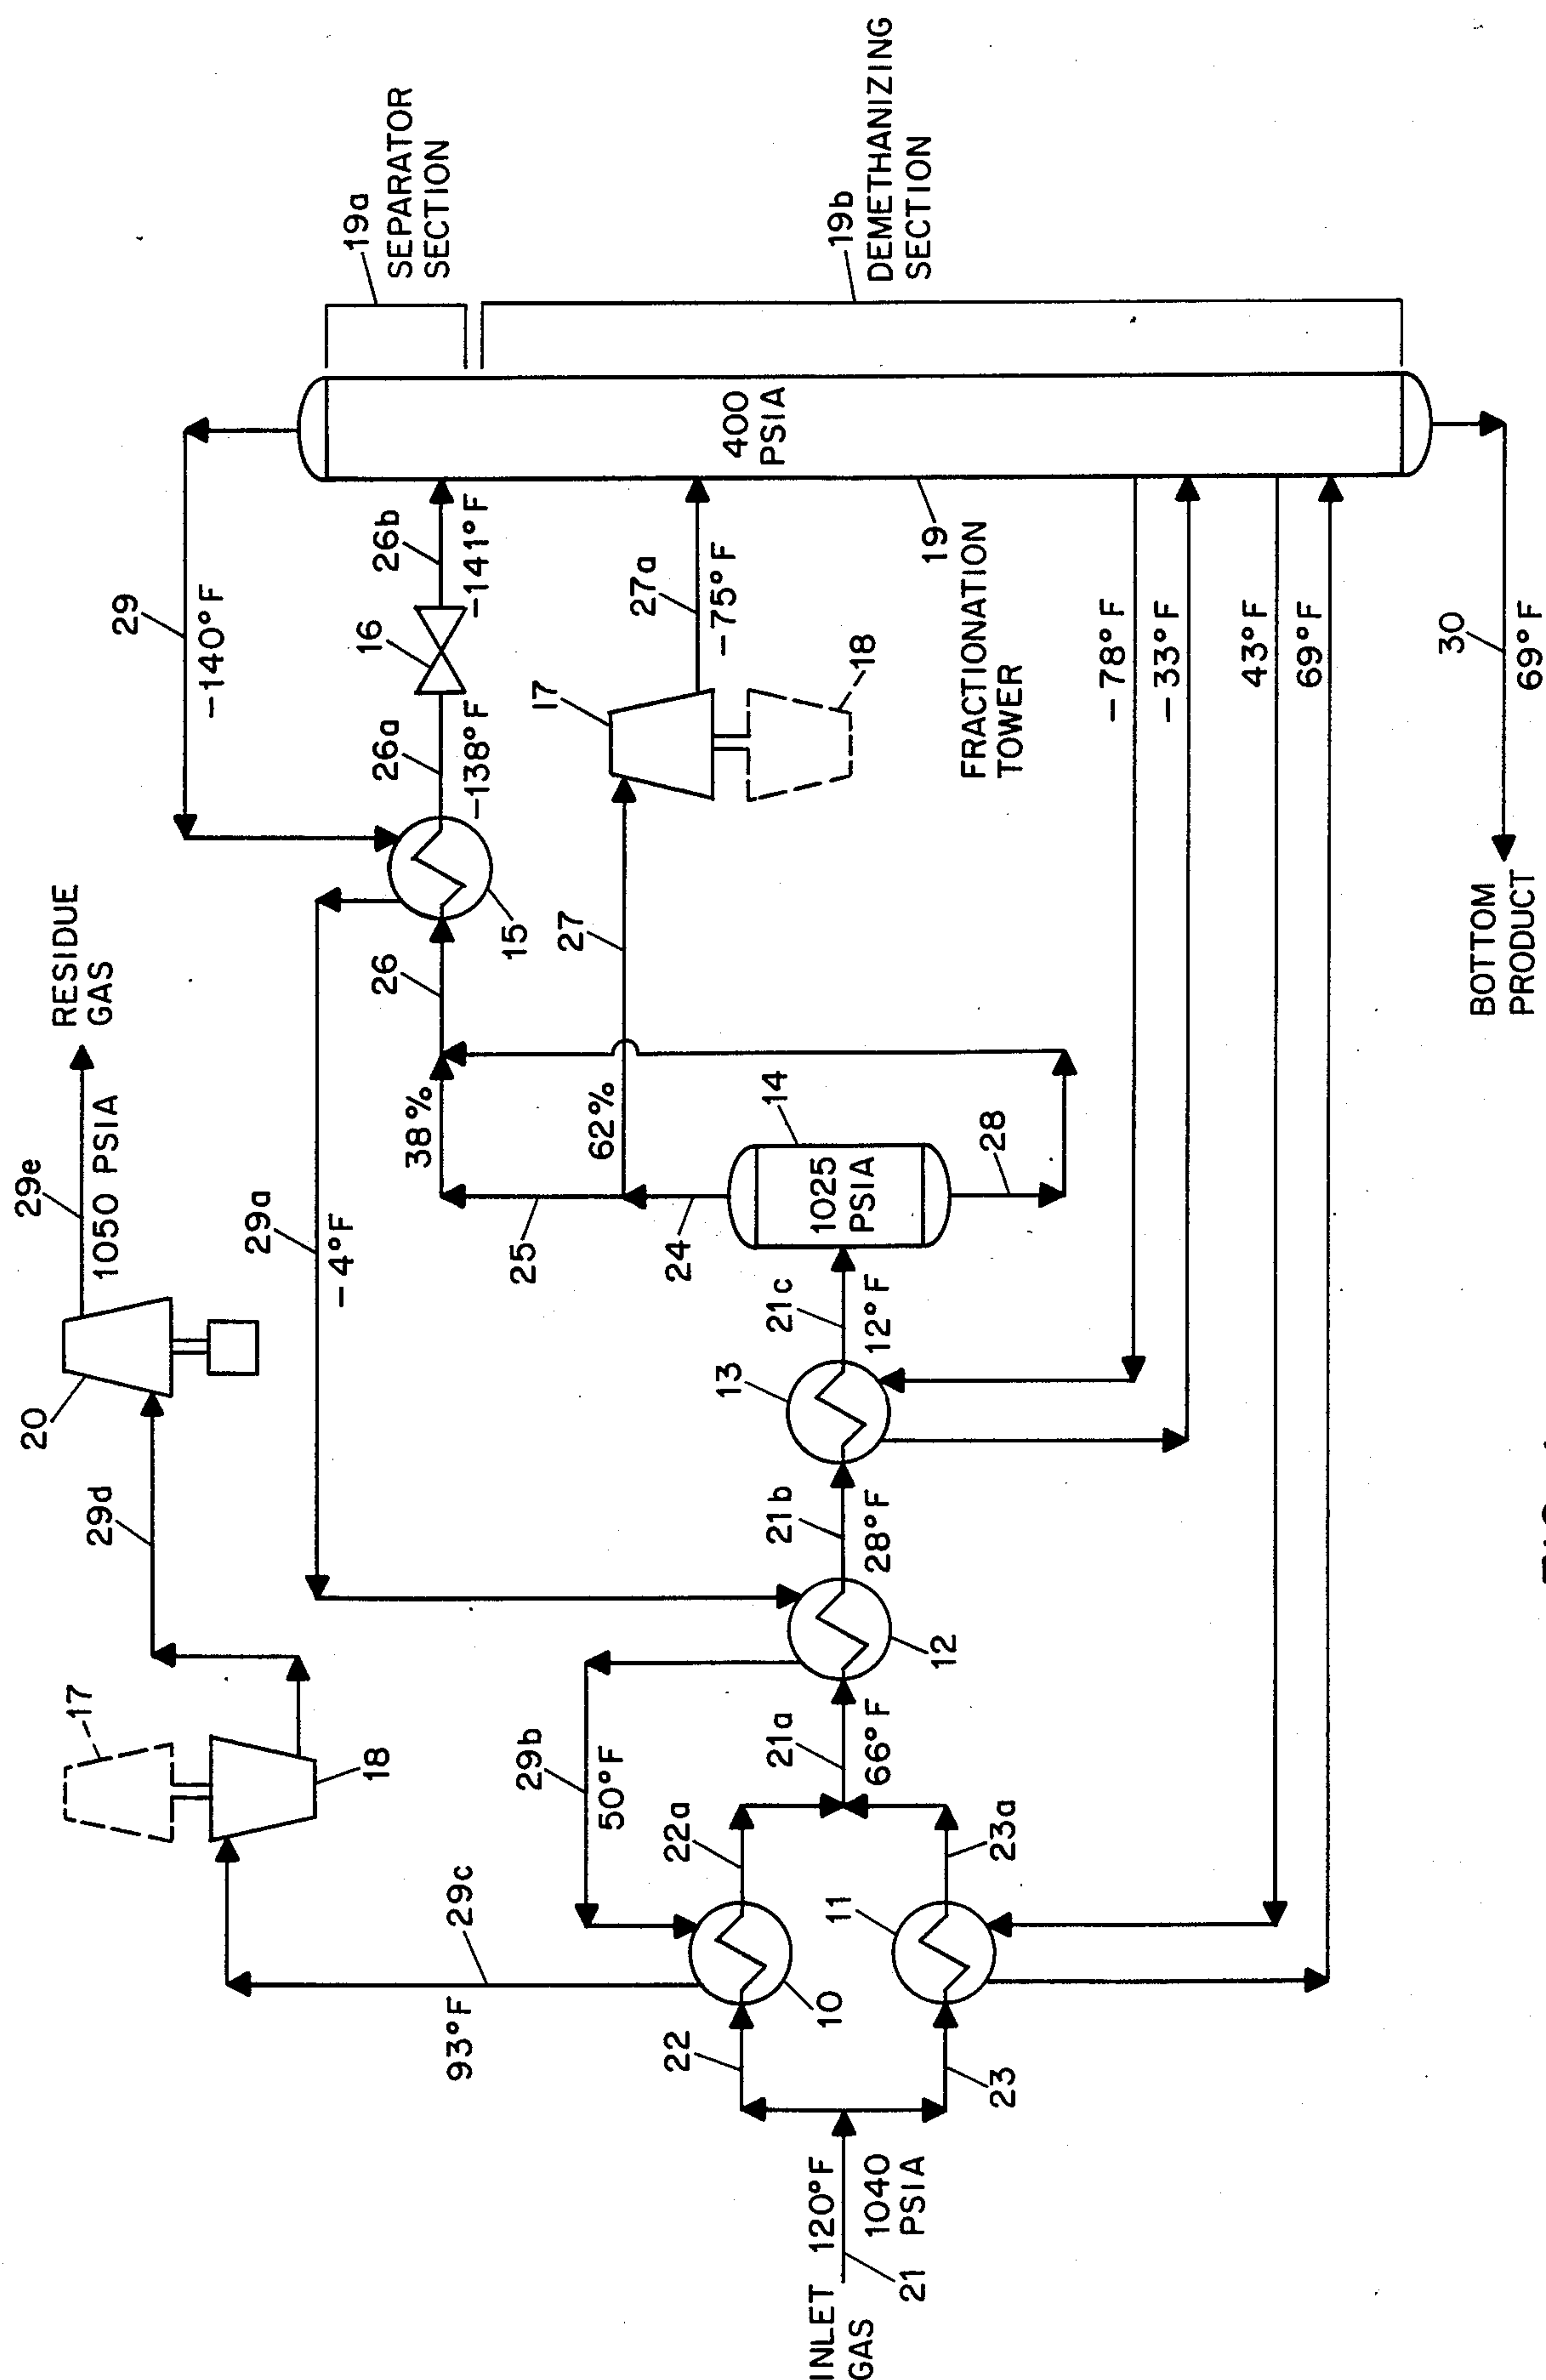 RESIDUE
GAS
29e
1050 PSIA
20
29d
17
18
29c
93°F
29a
-4°F
29
-140°F
19a
SEPARATOR
SECTION
19b
DEMETHANIZING
SECTION
26b
-141°F
16
26a
-138°F
15
26
38%
25
62%
27
17
18
27a
-75°F
400
PSIA
19
FRACTIONATION
TOWER
24
14
1025
PSIA
28
21c
12°F
13
21b
28°F
12
29b
50°F
21a
66°F
22a
23a
10
11
22
23
INLET
GAS
120°F
1040
PSIA
21
-78°F
-33°F
43°F
69°F
30
69°F
BOTTOM
PRODUCT